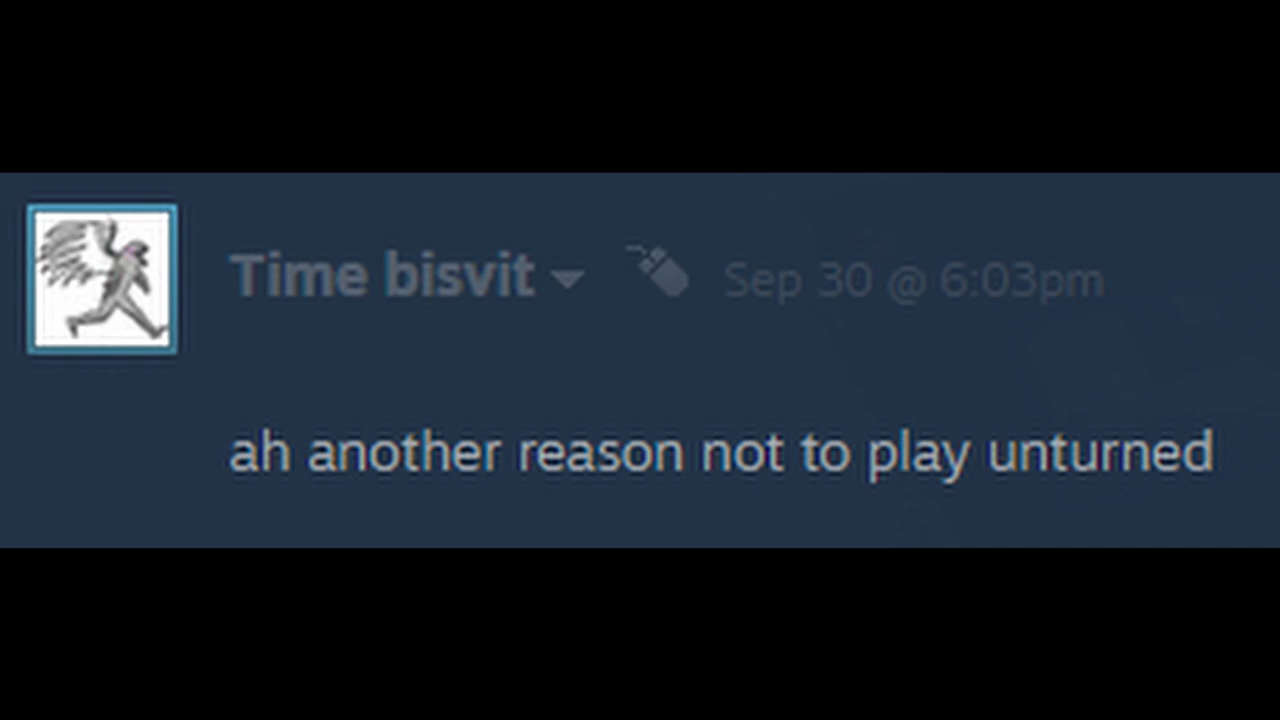 Time bisvit Sep 30 @ 6:03pm
ah another reason not to play unturned